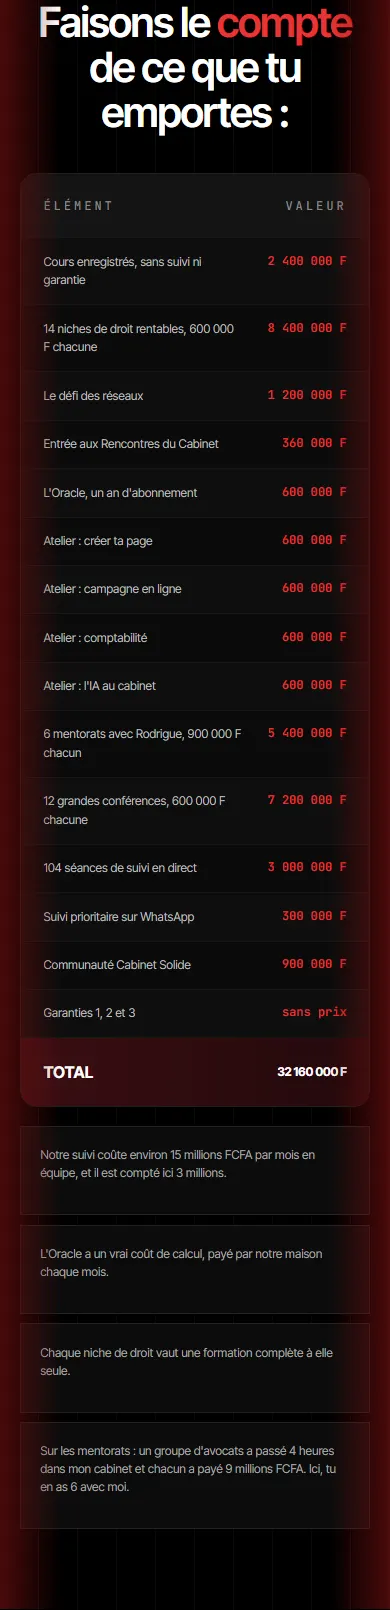 Faisons le compte
de ce que tu
emportes :
ÉLÉMENT VALEUR
Cours enregistrés, sans suivi ni 2 400 000 F
garantie
14 niches de droit rentables, 600 000 8 400 000 F
F chacune
Le défi des réseaux 1 200 000 F
Entrée aux Rencontres du Cabinet 360 000 F
L'Oracle, un an d'abonnement 600 000 F
Atelier : créer ta page 600 000 F
Atelier : campagne en ligne 600 000 F
Atelier : comptabilité 600 000 F
Atelier : l'IA au cabinet 600 000 F
6 mentorats avec Rodrigue, 900 000 F 5 400 000 F
chacun
12 grandes conférences, 600 000 F 7 200 000 F
chacune
104 séances de suivi en direct 3 000 000 F
Suivi prioritaire sur WhatsApp 300 000 F
Communauté Cabinet Solide 900 000 F
Garanties 1, 2 et 3 sans prix
TOTAL 32 160 000 F
Notre suivi coûte environ 15 millions FCFA par mois en
équipe, et il est compté ici 3 millions.
L'Oracle a un vrai coût de calcul, payé par notre maison
chaque mois.
Chaque niche de droit vaut une formation complète à elle
seule.
Sur les mentorats : un groupe d'avocats a passé 4 heures
dans mon cabinet et chacun a payé 9 millions FCFA. Ici, tu
en as 6 avec moi.